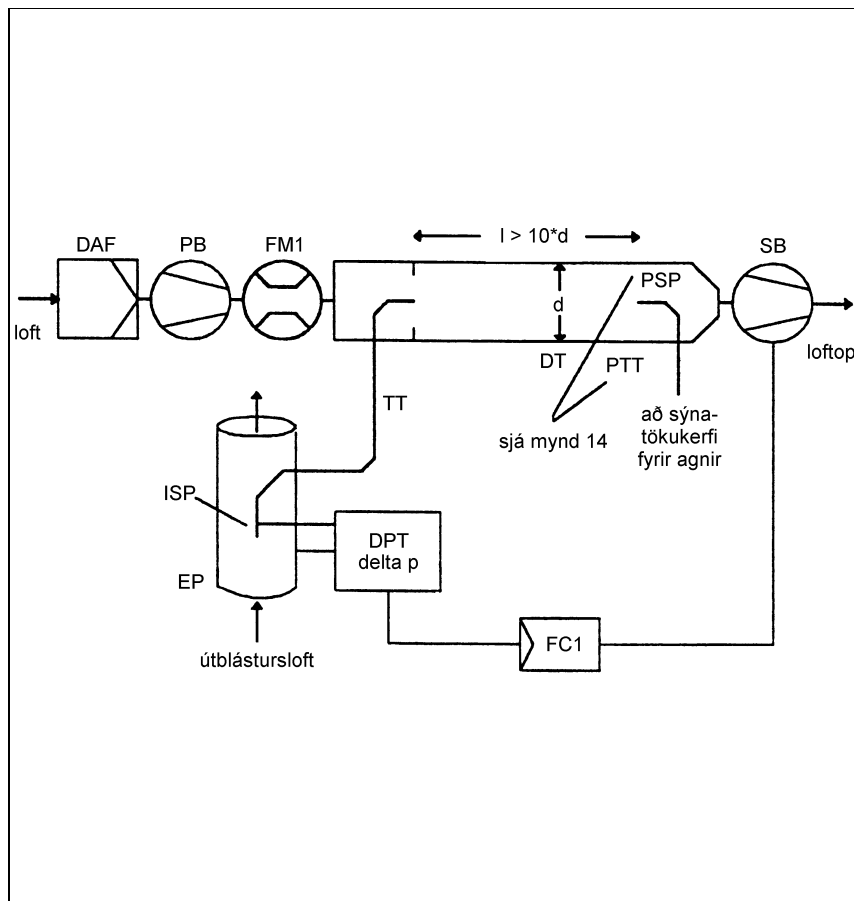 l > 10*d
DAF
PB
FM1
SB
PSP
d
loft
loftop
DT
PTT
TT
sjá mynd 14
að sýna-
tökukerfi
fyrir agnir
ISP
DPT
delta p
EP
FC1
útblástursloft